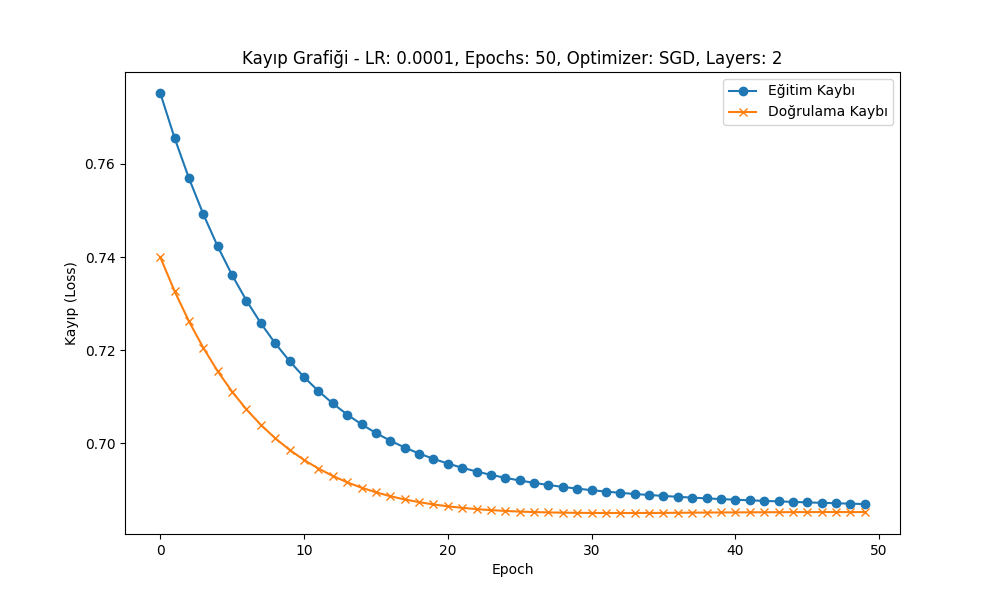 Kayıp Grafiği - LR: 0.0001, Epochs: 50, Optimizer: SGD, Layers: 2
Eğitim Kaybı
Doğrulama Kaybı
Kayıp (Loss)
0.76
0.74
0.72
0.70
0
10
20
30
40
50
Epoch